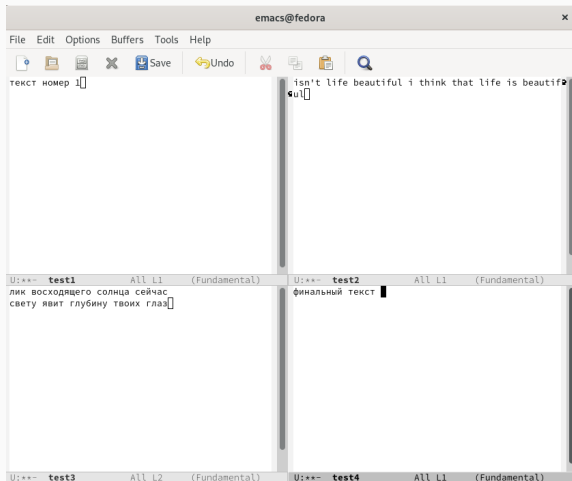 emacs@fedora ×
File Edit Options Buffers Tools Help
Save Undo
текст номер 1
isn't life beautiful i think that life is beautif
ul
U:**- test1 All L1 (Fundamental)
U:**- test2 All L1 (Fundamental)
лик восходящего солнца сейчас
свету явит глубину твоих глаз
финальный текст
U:**- test3 All L2 (Fundamental)
U:**- test4 All L1 (Fundamental)